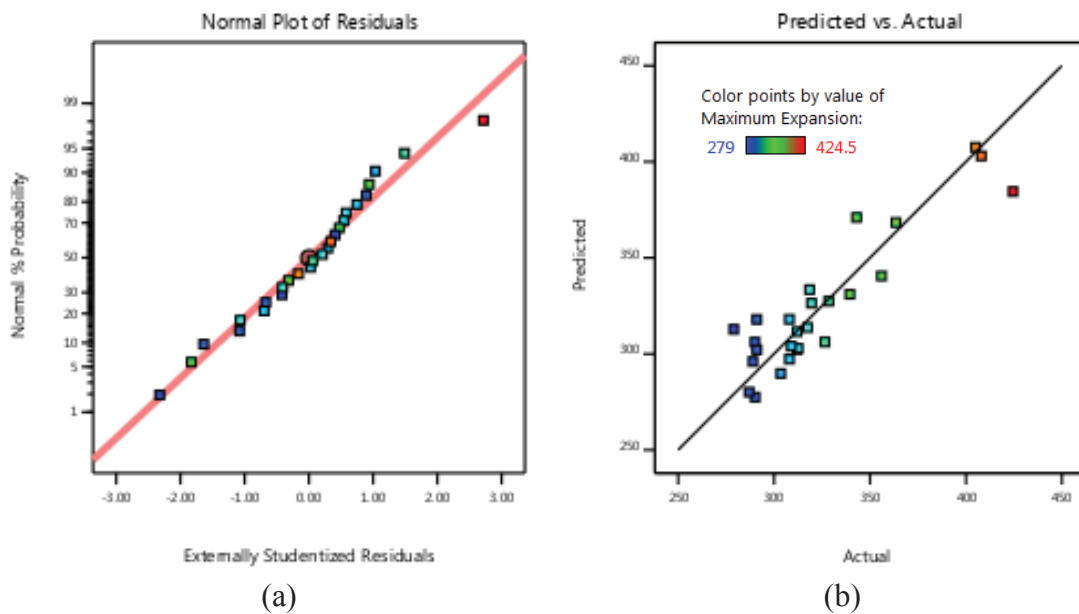 Normal Plot of Residuals
Normal % Probability
99
95
90
80
70
50
30
20
10
5
1
-3.00 -2.00 -1.00 0.00 1.00 2.00 3.00
Externally Studentized Residuals
(a)
Predicted vs. Actual
Color points by value of
Maximum Expansion:
279 424.5
Predicted
450
400
350
300
250
250 300 350 400 450
Actual
(b)